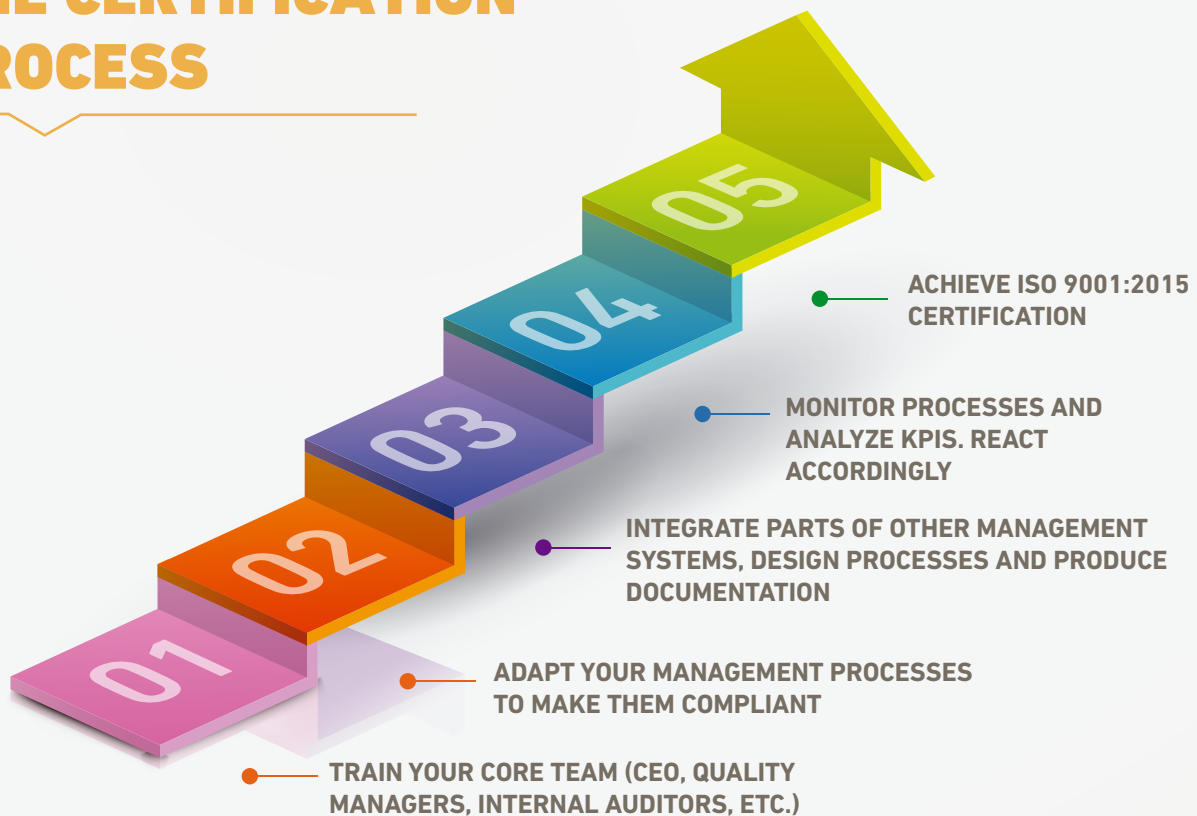 CERTIFICATION
ROCESS
05
ACHIEVE ISO 9001:2015
CERTIFICATION
04
MONITOR PROCESSES AND
ANALYZE KPIS. REACT
ACCORDINGLY
03
INTEGRATE PARTS OF OTHER MANAGEMENT
SYSTEMS, DESIGN PROCESSES AND PRODUCE
DOCUMENTATION
02
ADAPT YOUR MANAGEMENT PROCESSES
TO MAKE THEM COMPLIANT
01
TRAIN YOUR CORE TEAM (CEO, QUALITY
MANAGERS, INTERNAL AUDITORS, ETC.)